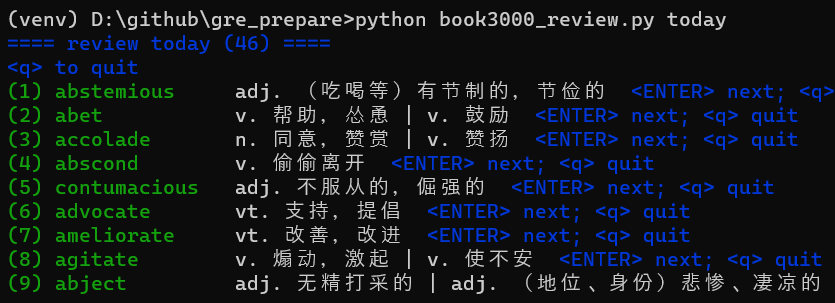 (venv) D:\github\gre_prepare>python book3000_review.py today
==== review today (46) ====
<q> to quit
(1) abstemious adj. （吃喝等）有节制的, 节俭的 <ENTER> next; <q>
(2) abet v. 帮助, 怂恿 | v. 鼓励 <ENTER> next; <q> quit
(3) accolade n. 同意, 赞赏 | v. 赞扬 <ENTER> next; <q> quit
(4) abscond v. 偷偷离开 <ENTER> next; <q> quit
(5) contumacious adj. 不服从的, 倔强的 <ENTER> next; <q> quit
(6) advocate vt. 支持, 提倡 <ENTER> next; <q> quit
(7) ameliorate vt. 改善, 改进 <ENTER> next; <q> quit
(8) agitate v. 煽动, 激起 | v. 使不安 <ENTER> next; <q> quit
(9) abject adj. 无精打采的 | adj. （地位、身份）悲惨、凄凉的